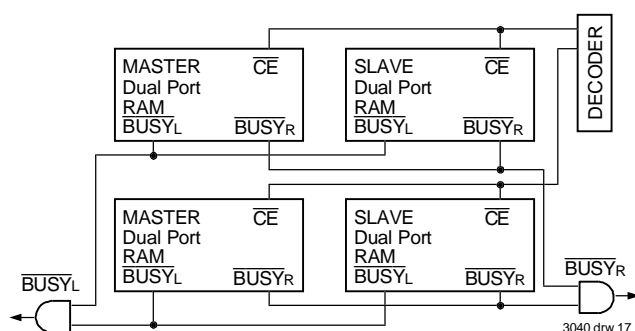 MASTER CE
Dual Port
RAM
BUSYL BUSYR
SLAVE CE
Dual Port
RAM
BUSYL BUSYR
DECODER
MASTER CE
Dual Port
RAM
BUSYL BUSYR
SLAVE CE
Dual Port
RAM
BUSYL BUSYR
BUSYL
BUSYR
3040 drw 17